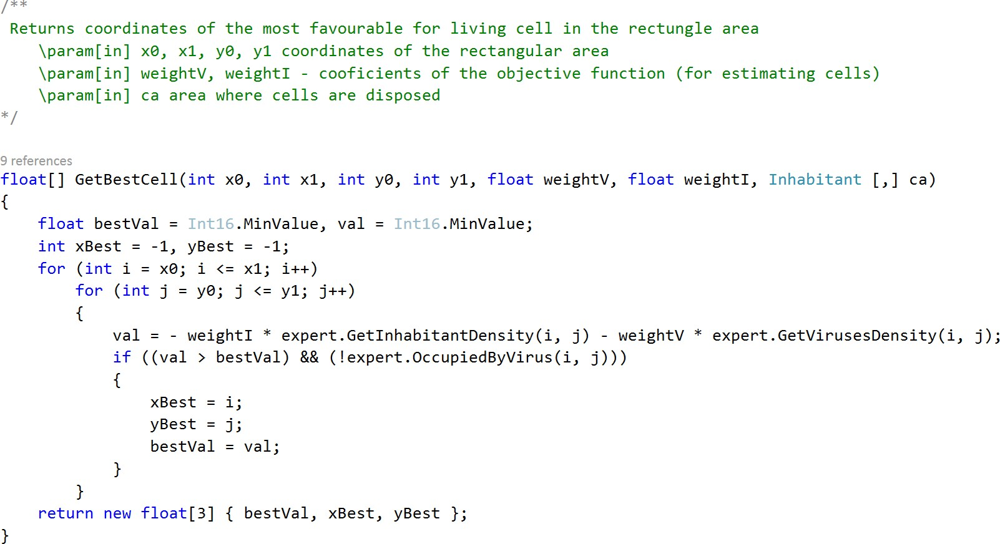 /**
 Returns coordinates of the most favourable for living cell in the rectungle area
    \param[in] x0, x1, y0, y1 coordinates of the rectangular area
    \param[in] weightV, weightI - cooficients of the objective function (for estimating cells)
    \param[in] ca area where cells are disposed
*/
9 references
float[] GetBestCell(int x0, int x1, int y0, int y1, float weightV, float weightI, Inhabitant [,] ca)
{
    float bestVal = Int16.MinValue, val = Int16.MinValue;
    int xBest = -1, yBest = -1;
    for (int i = x0; i <= x1; i++)
        for (int j = y0; j <= y1; j++)
        {
            val = - weightI * expert.GetInhabitantDensity(i, j) - weightV * expert.GetVirusesDensity(i, j);
            if ((val > bestVal) && (!expert.OccupiedByVirus(i, j)))
            {
                xBest = i;
                yBest = j;
                bestVal = val;
            }
        }
    return new float[3] { bestVal, xBest, yBest };
}